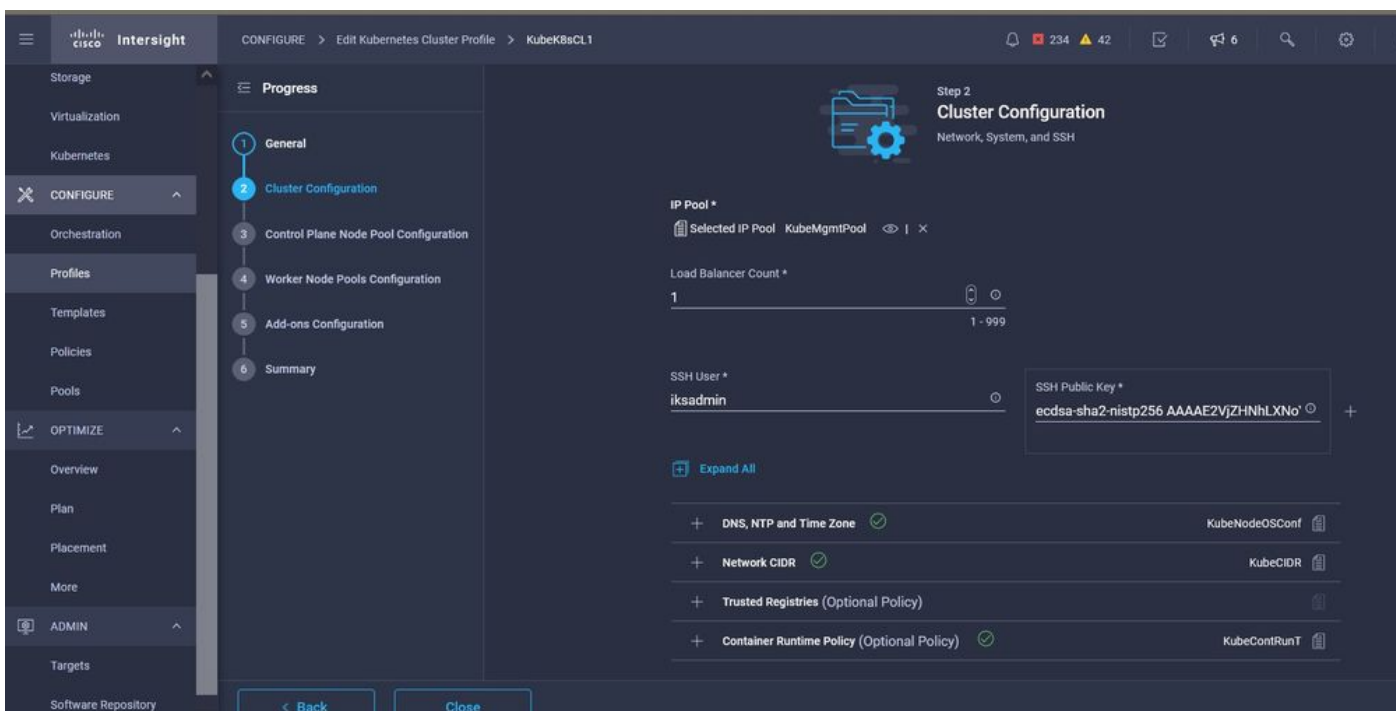 cisco Intersight
CONFIGURE > Edit Kubernetes Cluster Profile > KubeK8sCL1
234 42 6
Storage
Virtualization
Kubernetes
CONFIGURE
Orchestration
Profiles
Templates
Policies
Pools
OPTIMIZE
Overview
Plan
Placement
More
ADMIN
Targets
Software Repository
Progress
1 General
2 Cluster Configuration
3 Control Plane Node Pool Configuration
4 Worker Node Pools Configuration
5 Add-ons Configuration
6 Summary
Step 2
Cluster Configuration
Network, System, and SSH
IP Pool *
Selected IP Pool KubeMgmtPool
Load Balancer Count *
1
1 - 999
SSH User *
iksadmin
SSH Public Key *
ecdsa-sha2-nistp256 AAAAE2VjZHNhLXNo
Expand All
DNS, NTP and Time Zone KubeNodeOSConf
Network CIDR KubeCIDR
Trusted Registries (Optional Policy)
Container Runtime Policy (Optional Policy) KubeContRunT
< Back
Close